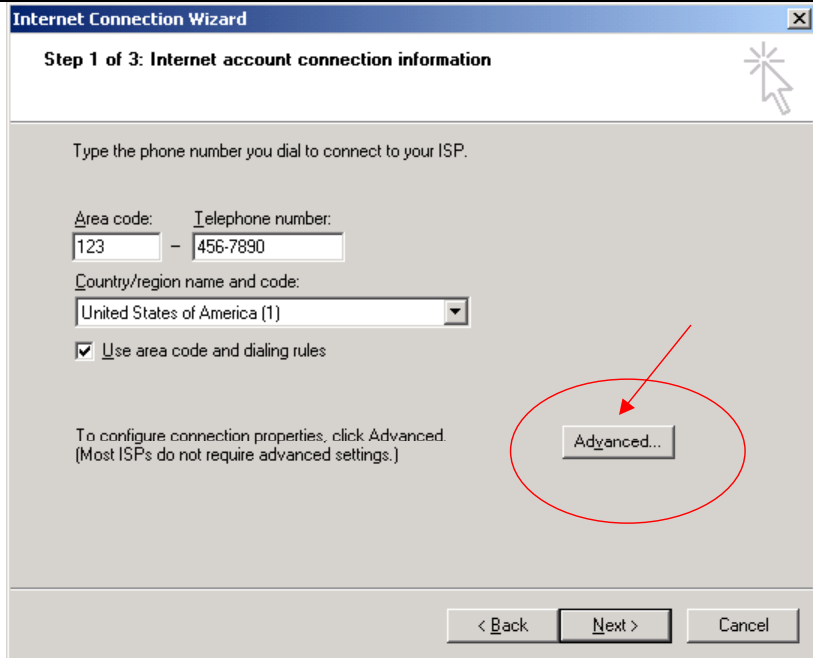 Internet Connection Wizard
Step 1 of 3: Internet account connection information
Type the phone number you dial to connect to your ISP.
Area code: Telephone number:
123 – 456-7890
Country/region name and code:
United States of America (1)
Use area code and dialing rules
To configure connection properties, click Advanced.
(Most ISPs do not require advanced settings.)
Advanced...
< Back Next > Cancel